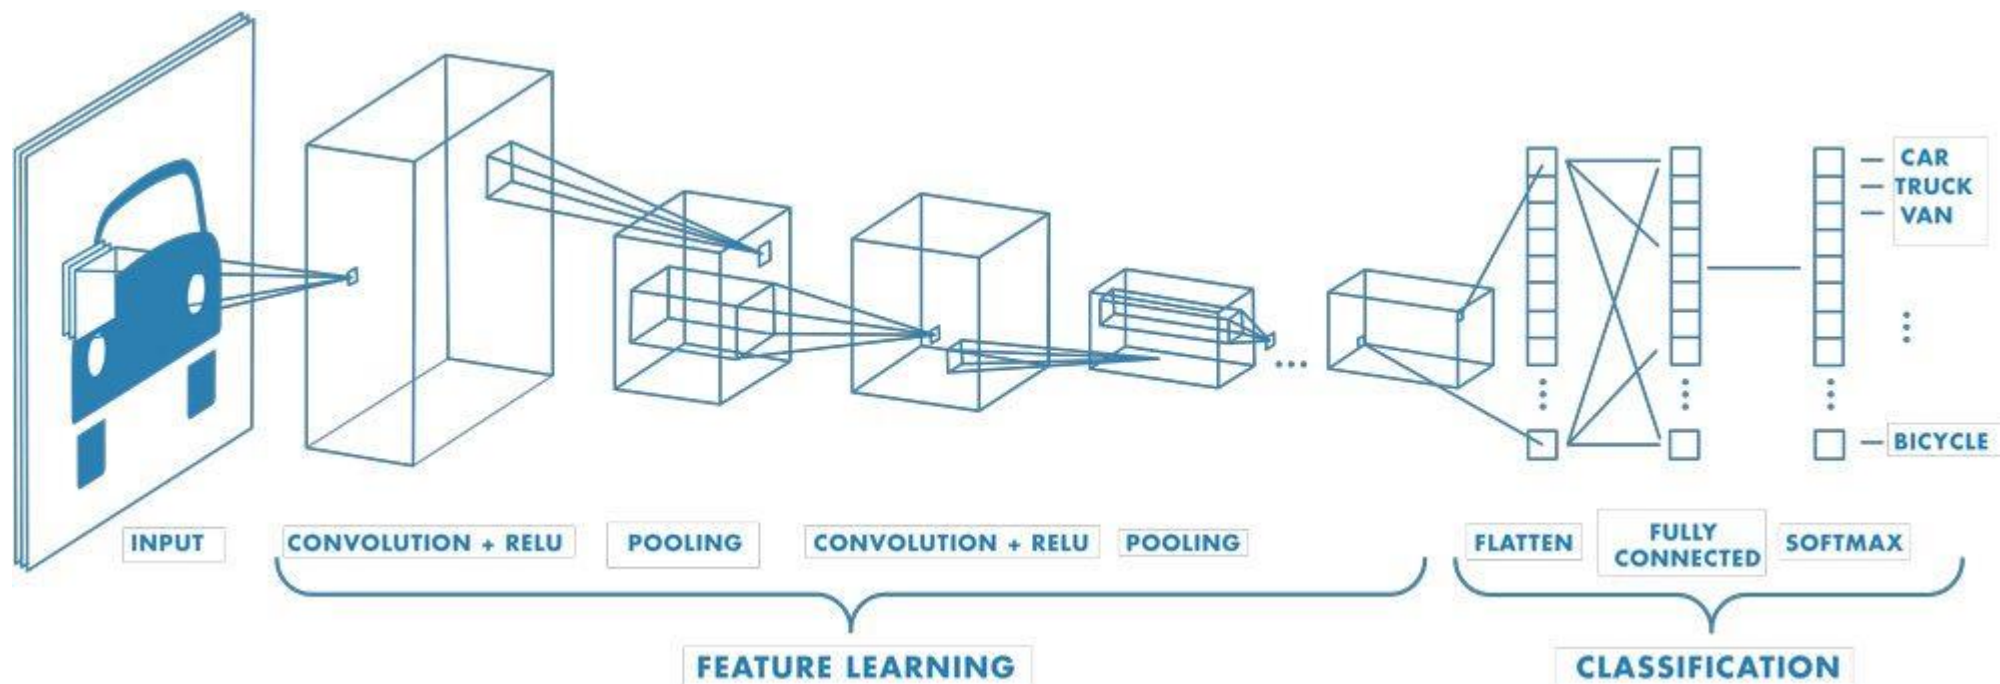 CAR
TRUCK
VAN
BICYCLE
INPUT
CONVOLUTION + RELU
POOLING
CONVOLUTION + RELU
POOLING
FLATTEN
FULLY
CONNECTED
SOFTMAX
FEATURE LEARNING
CLASSIFICATION